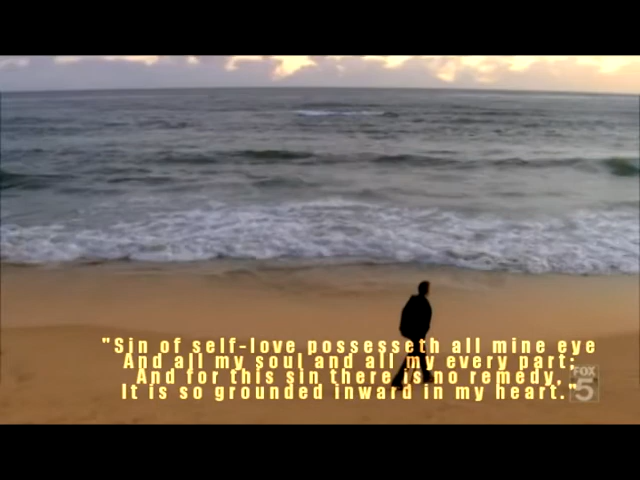 "Sin of self-love possesseth all mine eye
And all my soul and all my every part;
And for this sin there is no remedy,
It is so grounded inward in my heart."
FOX
5